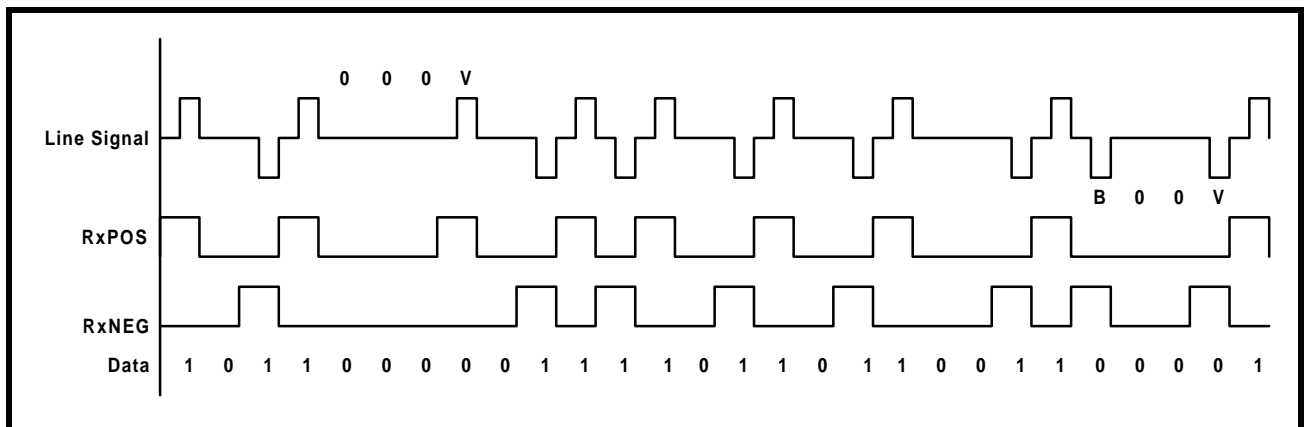 0 0 0 V
Line Signal
B 0 0 V
RxPOS
RxNEG
Data 1 0 1 1 0 0 0 0 0 1 1 1 1 0 1 1 0 1 1 0 0 1 1 0 0 0 0 1